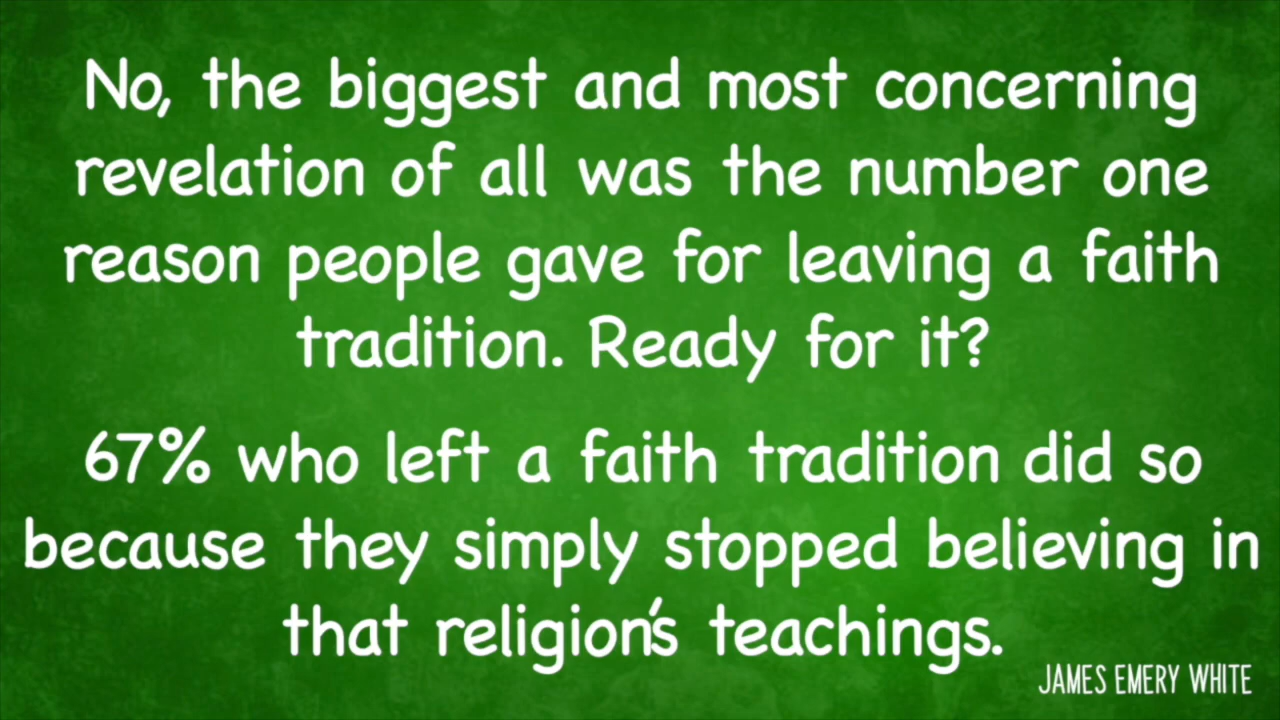 No, the biggest and most concerning
revelation of all was the number one
reason people gave for leaving a faith
tradition. Ready for it?
67% who left a faith tradition did so
because they simply stopped believing in
that religion's teachings.
JAMES EMERY WHITE